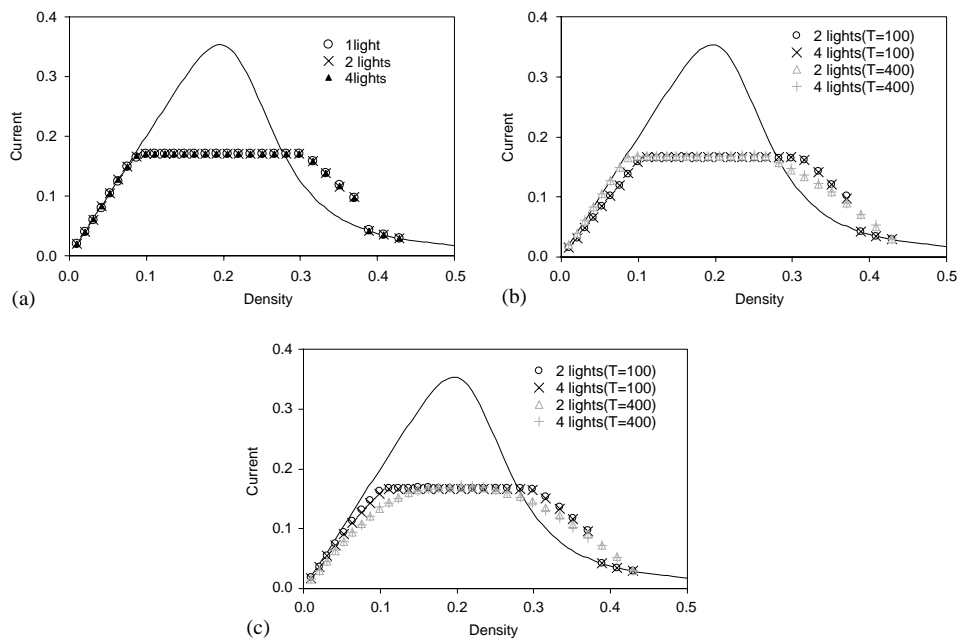 0.4
0.3
0.2
0.1
0.0
Current
1light
2 lights
4lights
0.0 0.1 0.2 0.3 0.4 0.5
Density
(a)
0.4
0.3
0.2
0.1
0.0
Current
2 lights(T=100)
4 lights(T=100)
2 lights(T=400)
4 lights(T=400)
0.0 0.1 0.2 0.3 0.4 0.5
Density
(b)
0.4
0.3
0.2
0.1
0.0
Current
2 lights(T=100)
4 lights(T=100)
2 lights(T=400)
4 lights(T=400)
0.0 0.1 0.2 0.3 0.4 0.5
Density
(c)